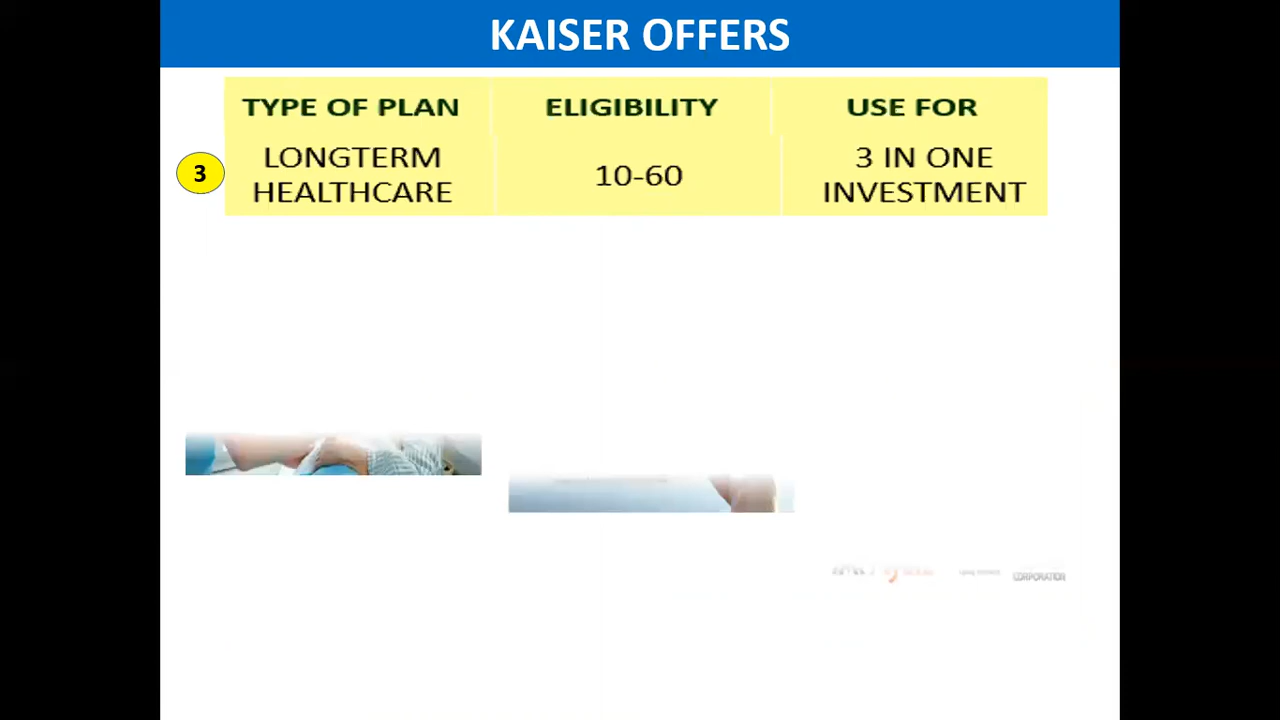 KAISER OFFERS
TYPE OF PLAN ELIGIBILITY USE FOR
3 LONGTERM HEALTHCARE 10-60 3 IN ONE INVESTMENT
CORPORATION